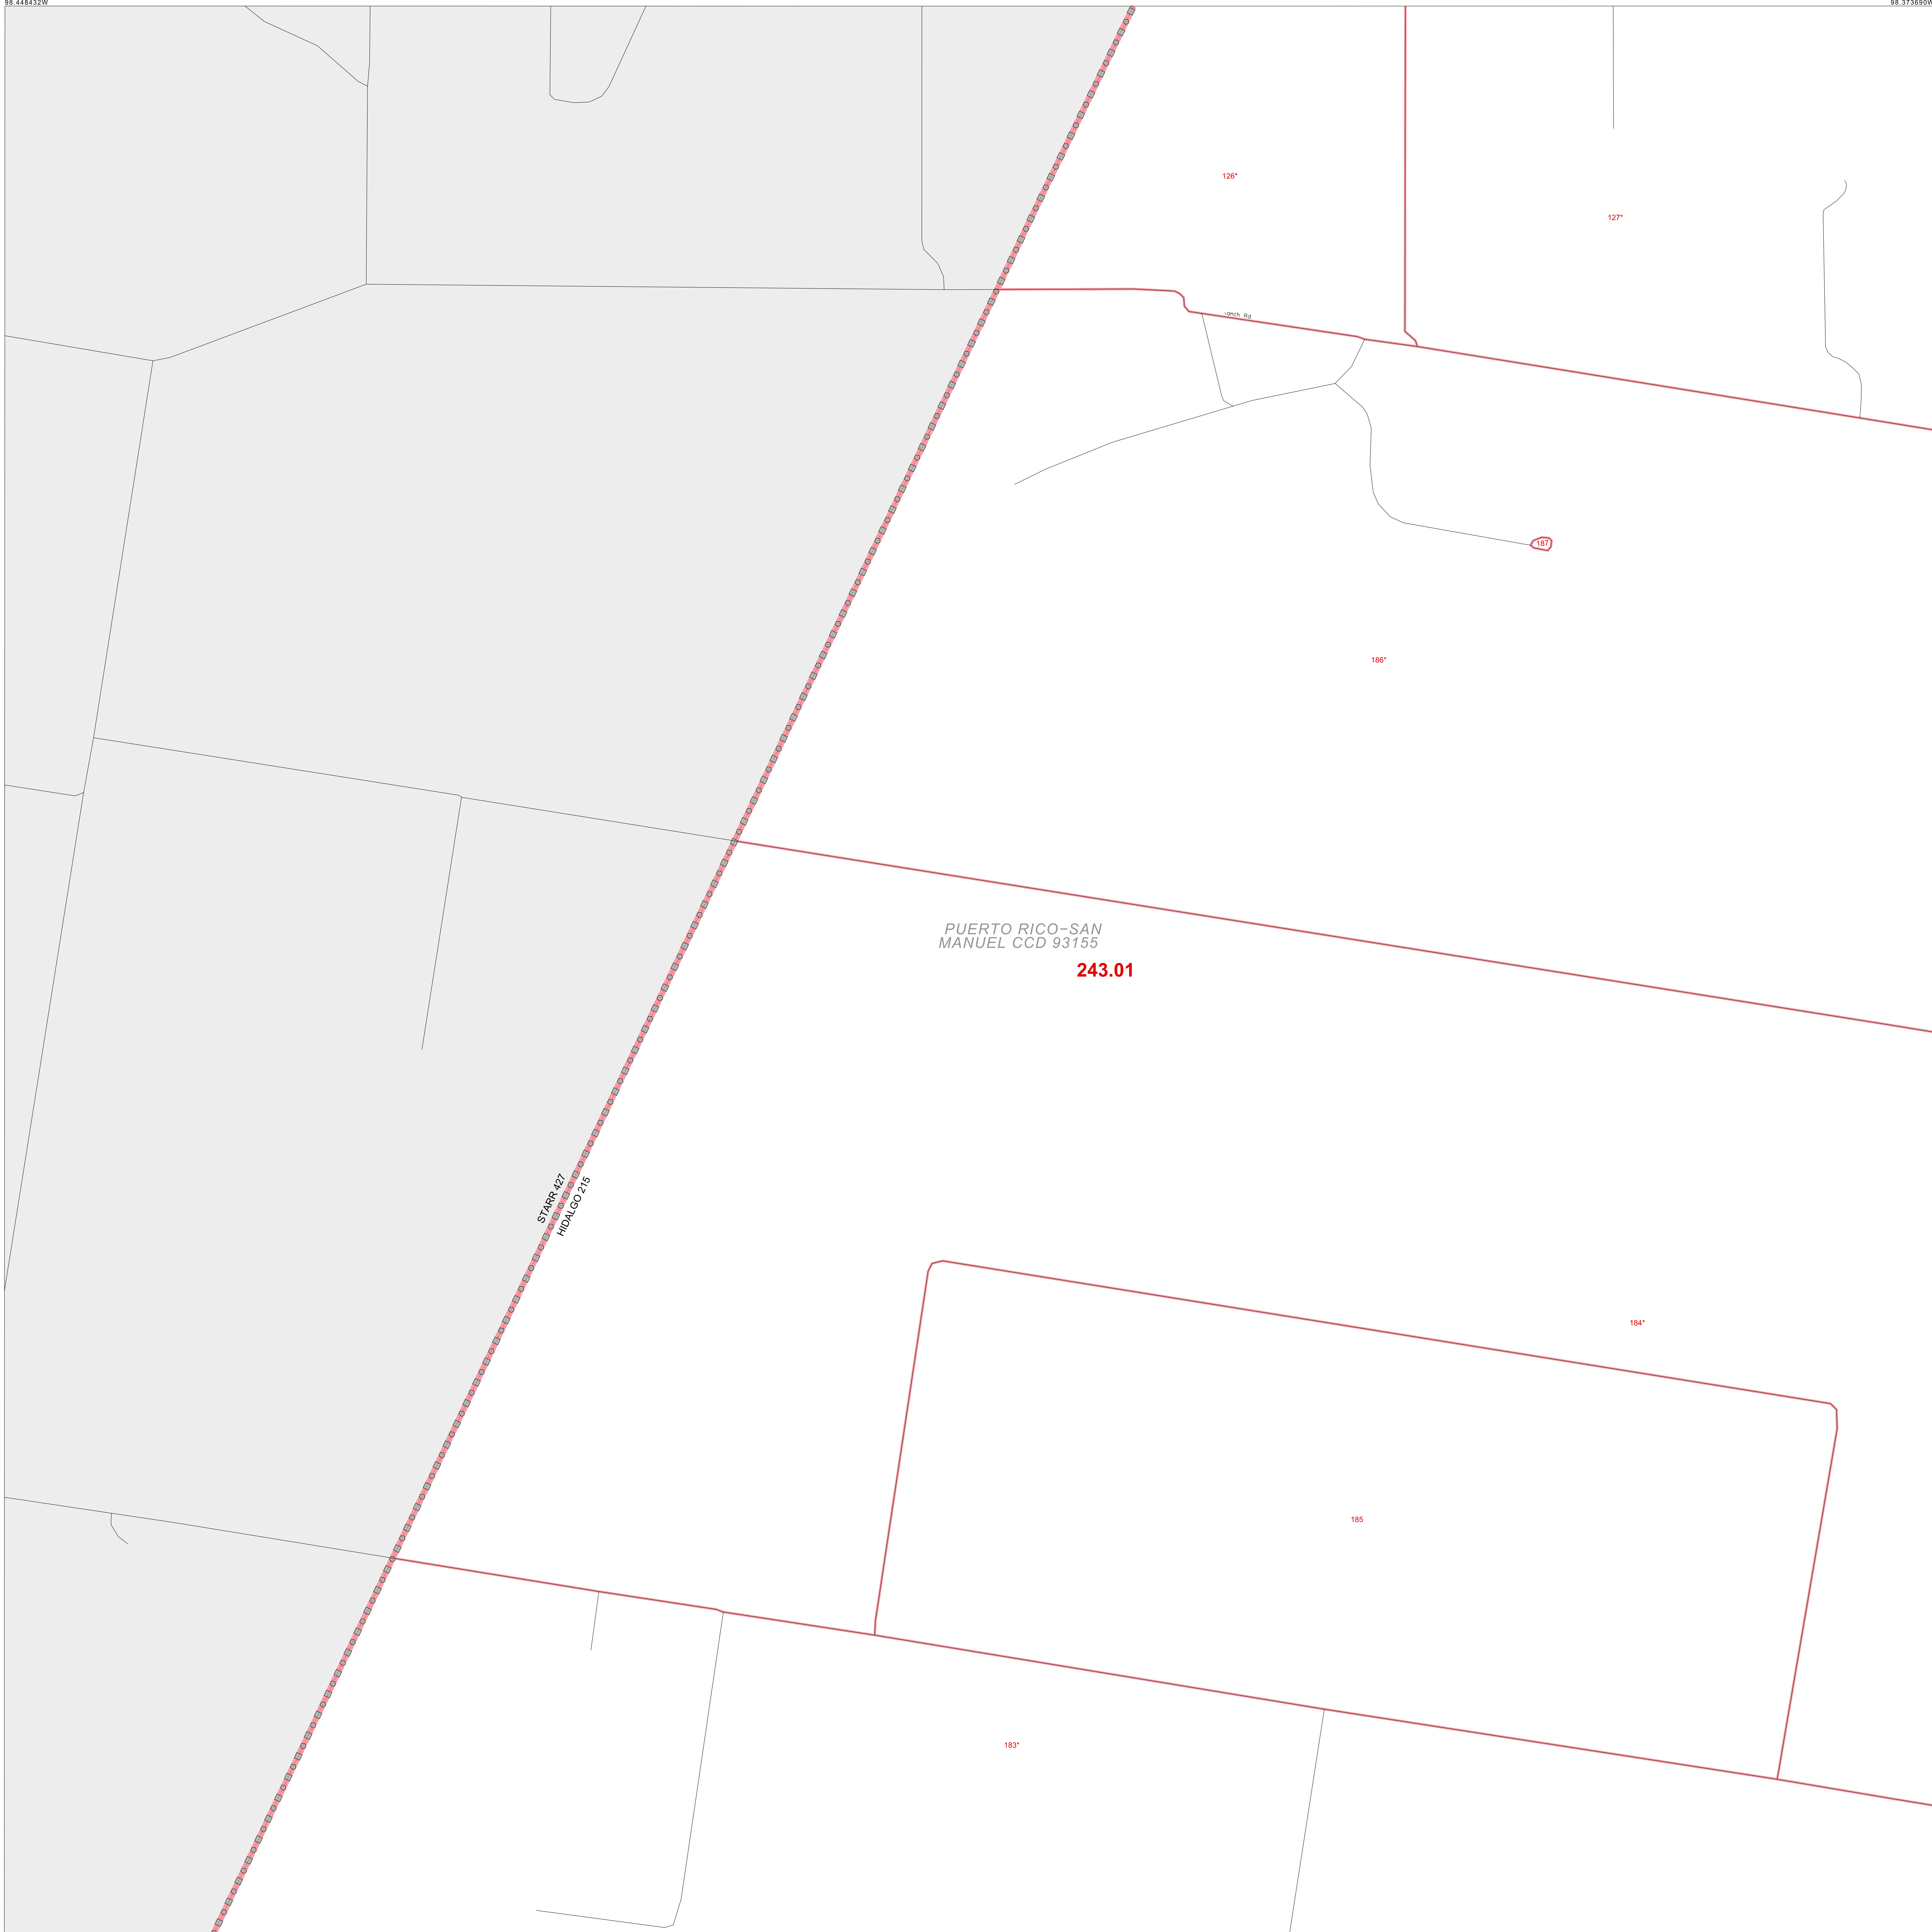 98.448432W
98.373690W
126*
127*
Ranch Rd
187
186*
PUERTO RICO-SAN
MANUEL CCD 93155
243.01
STARR 427
HIDALGO 215
184*
185
183*